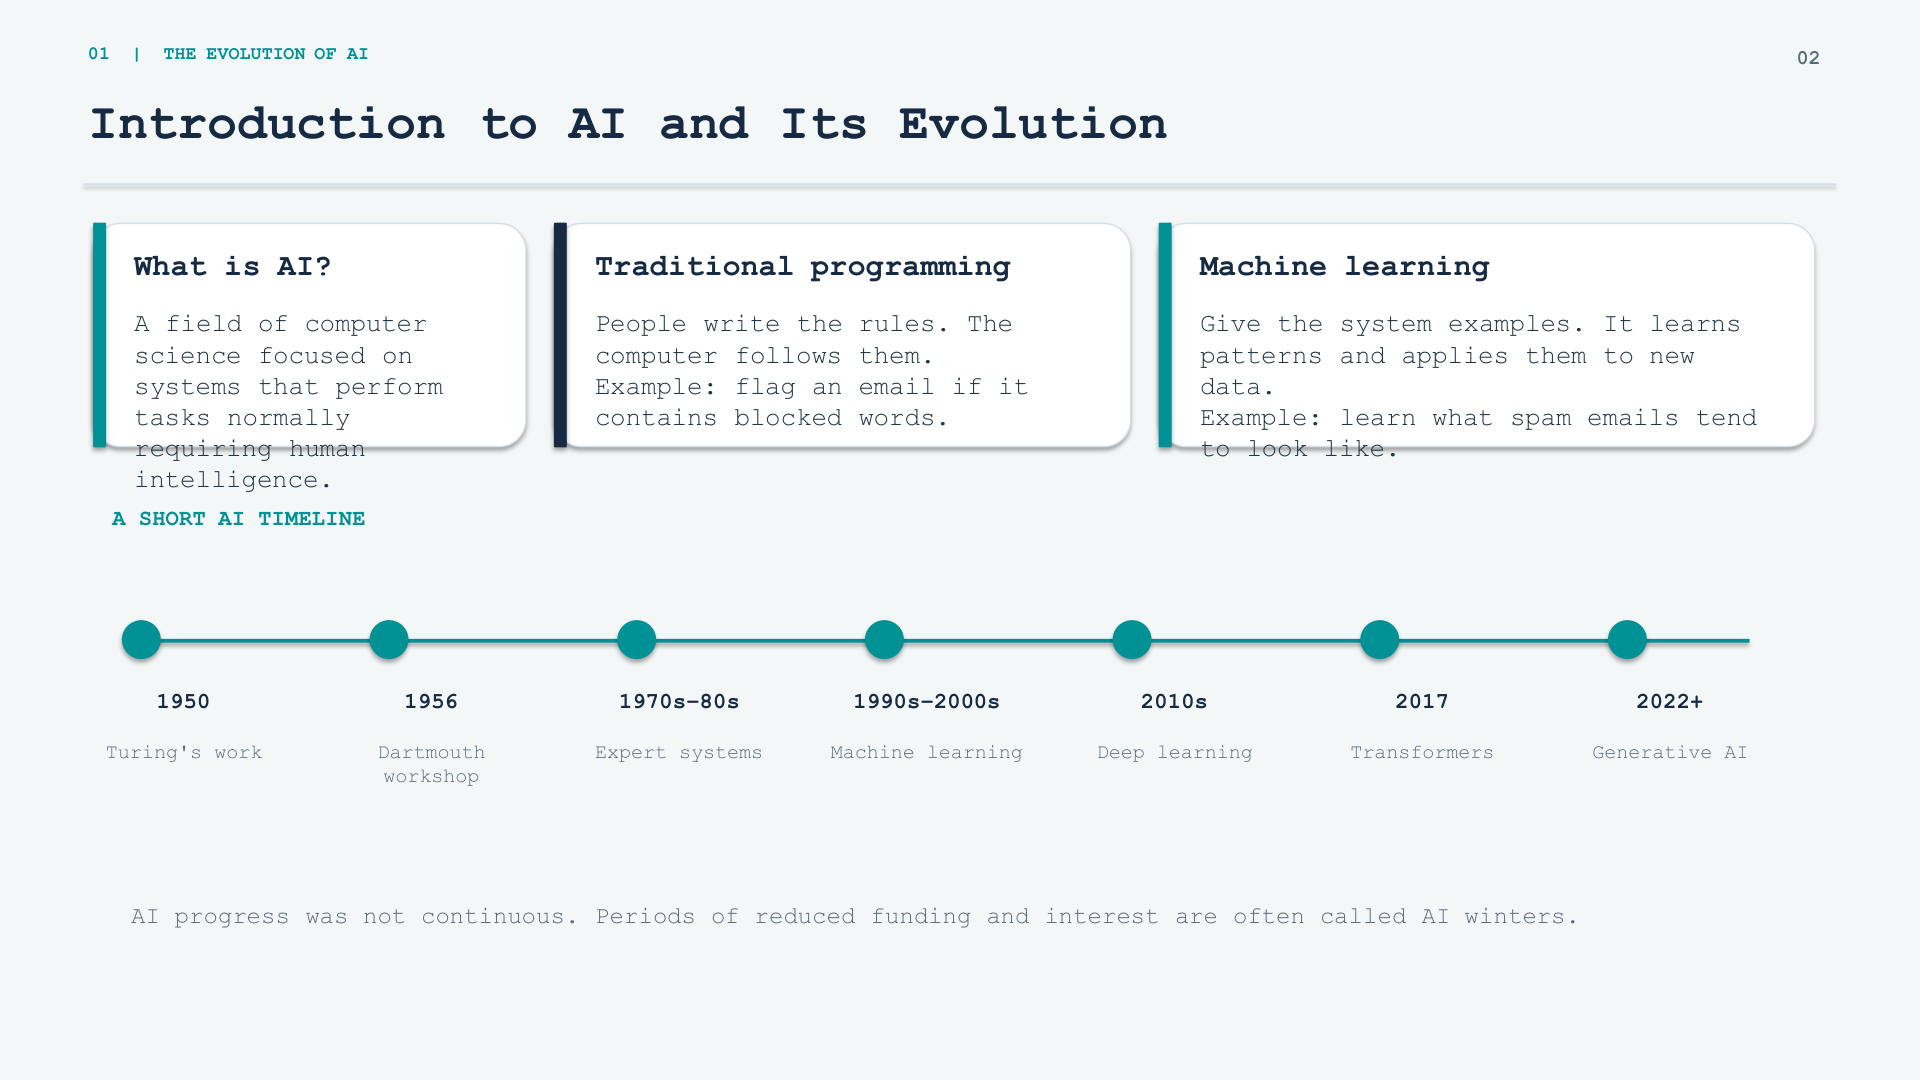 01 | THE EVOLUTION OF AI
02
Introduction to AI and Its Evolution
What is AI?
A field of computer
science focused on
systems that perform
tasks normally
requiring human
intelligence.
Traditional programming
People write the rules. The
computer follows them.
Example: flag an email if it
contains blocked words.
Machine learning
Give the system examples. It learns
patterns and applies them to new
data.
Example: learn what spam emails tend
to look like.
A SHORT AI TIMELINE
1950
Turing's work
1956
Dartmouth
workshop
1970s–80s
Expert systems
1990s–2000s
Machine learning
2010s
Deep learning
2017
Transformers
2022+
Generative AI
AI progress was not continuous. Periods of reduced funding and interest are often called AI winters.